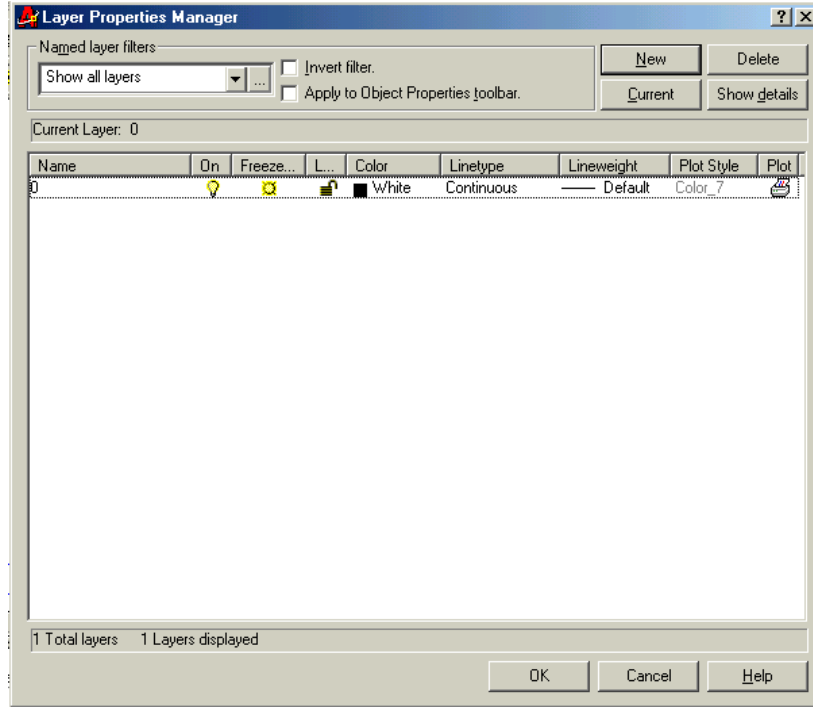 Layer Properties Manager
Named layer filters
Show all layers
...
Invert filter.
Apply to Object Properties toolbar.
New
Delete
Current
Show details
Current Layer: 0
Name On Freeze... L... Color Linetype Lineweight Plot Style Plot
0 White Continuous Default Color_7
1 Total layers 1 Layers displayed
OK Cancel Help